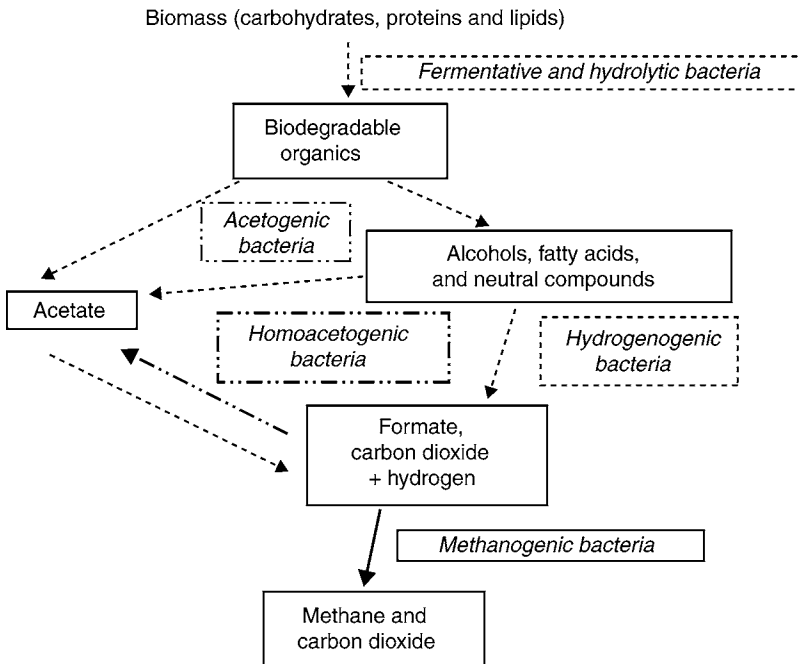 Biomass (carbohydrates, proteins and lipids)
Fermentative and hydrolytic bacteria
Biodegradable
organics
Acetogenic
bacteria
Alcohols, fatty acids,
and neutral compounds
Acetate
Homoacetogenic
bacteria
Hydrogenogenic
bacteria
Formate,
carbon dioxide
+ hydrogen
Methanogenic bacteria
Methane and
carbon dioxide